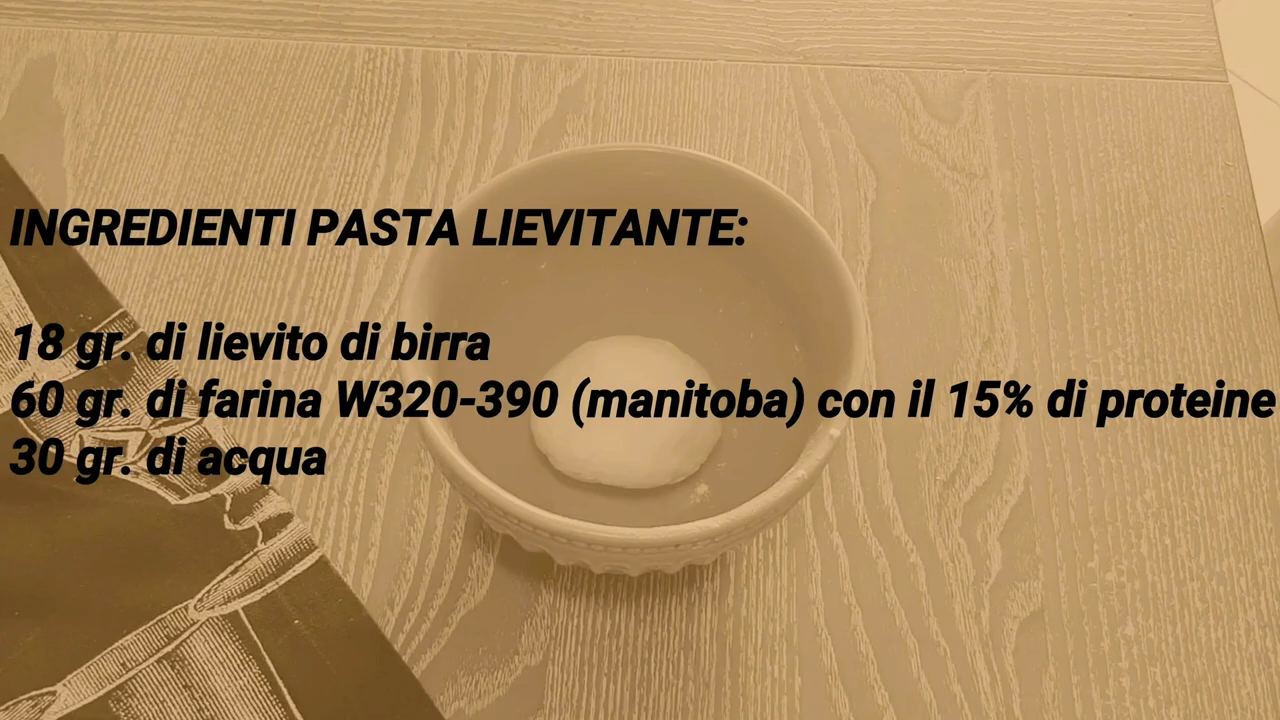 INGREDIENTI PASTA LIEVITANTE:
18 gr. di lievito di birra
60 gr. di farina W320-390 (manitoba) con il 15% di proteine
30 gr. di acqua